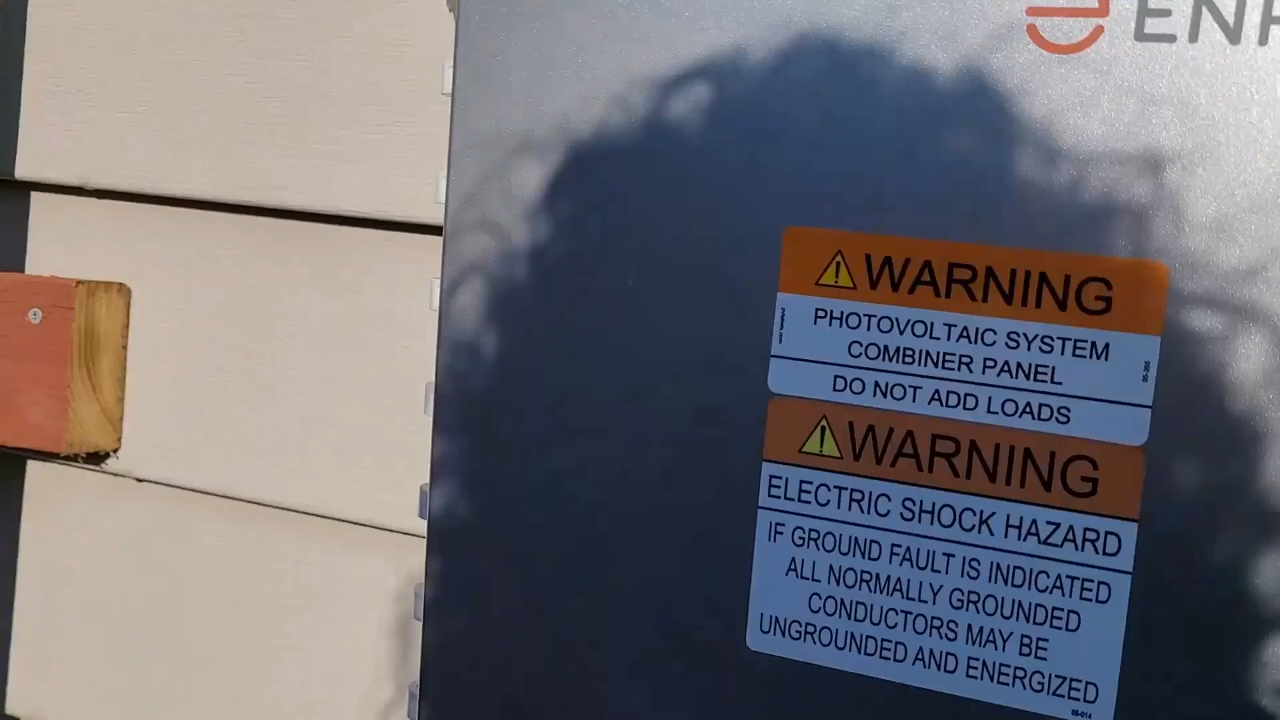 ENP
WARNING
PHOTOVOLTAIC SYSTEM
COMBINER PANEL
DO NOT ADD LOADS
WARNING
ELECTRIC SHOCK HAZARD
IF GROUND FAULT IS INDICATED
ALL NORMALLY GROUNDED
CONDUCTORS MAY BE
UNGROUNDED AND ENERGIZED